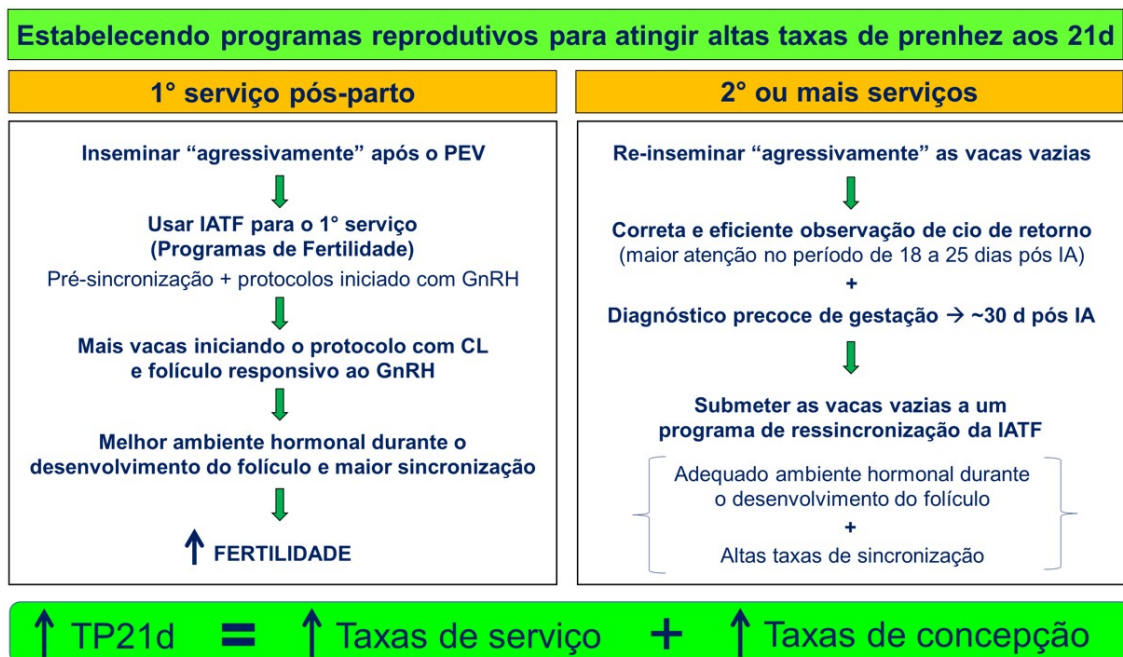 Estabelecendo programas reprodutivos para atingir altas taxas de prenhez aos 21d
1° serviço pós-parto
Inseminar “agressivamente” após o PEV
Usar IATF para o 1° serviço
(Programas de Fertilidade)
Pré-sincronização + protocolos iniciado com GnRH
Mais vacas iniciando o protocolo com CL
e folículo responsivo ao GnRH
Melhor ambiente hormonal durante o
desenvolvimento do folículo e maior sincronização
↑ FERTILIDADE
2° ou mais serviços
Re-inseminar “agressivamente” as vacas vazias
Correta e eficiente observação de cio de retorno
(maior atenção no período de 18 a 25 dias pós IA)
+
Diagnóstico precoce de gestação → ~30 d pós IA
Submeter as vacas vazias a um
programa de ressincronização da IATF
Adequado ambiente hormonal durante
o desenvolvimento do folículo
+
Altas taxas de sincronização
↑ TP21d = ↑ Taxas de serviço + ↑ Taxas de concepção